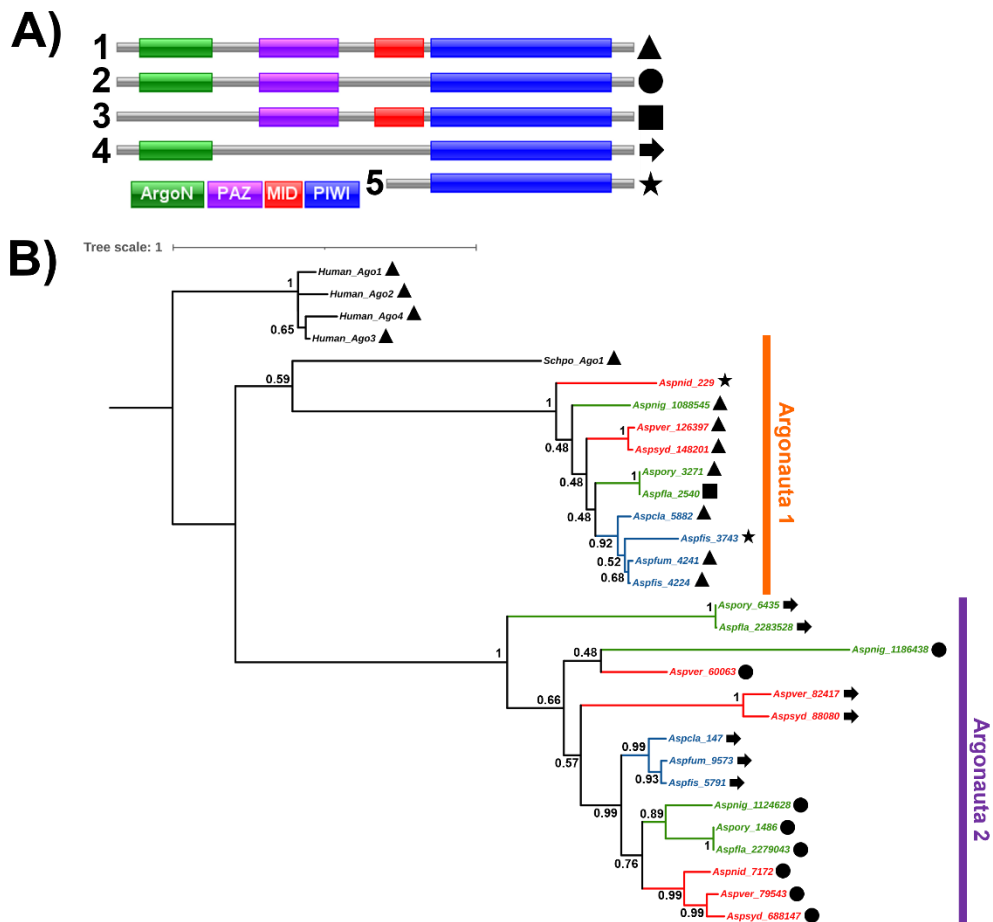 A)
1
2
3
4
5
ArgoN PAZ MID PIWI
B)
Tree scale: 1
Human_Ago1
1
Human_Ago2
Human_Ago4
0.65
Human_Ago3
Schpo_Ago1
0.59
Aspnid_229
1
Aspnig_1088545
Aspver_126397
1
0.48
Aspsyd_148201
Aspory_3271
0.48
1
Aspfla_2540
Aspcla_5882
0.48
Aspfis_3743
0.92
Aspfum_4241
0.52
0.68
Aspfis_4224
Argonauta 1
Aspory_6435
1
Aspfla_2283528
Aspnig_1186438
1
0.48
Aspver_60063
Aspver_82417
1
0.66
Aspsyd_88080
Aspcla_147
0.99
0.57
Aspfum_9573
0.93
Aspfis_5791
Aspnig_1124628
0.99
0.89
Aspory_1486
1
Aspfla_2279043
0.76
Aspnid_7172
0.99
Aspver_79543
0.99
Aspsyd_688147
Argonauta 2